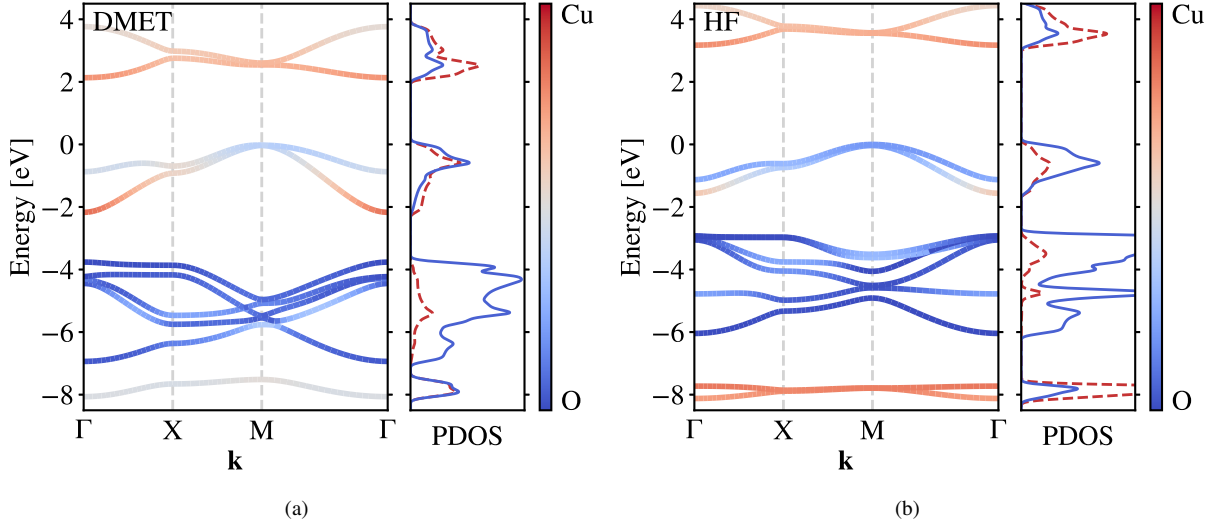 DMET
Energy [eV]
4
2
0
−2
−4
−6
−8
Γ X M Γ
k
PDOS
Cu
O
(a)
HF
Energy [eV]
4
2
0
−2
−4
−6
−8
Γ X M Γ
k
PDOS
Cu
O
(b)